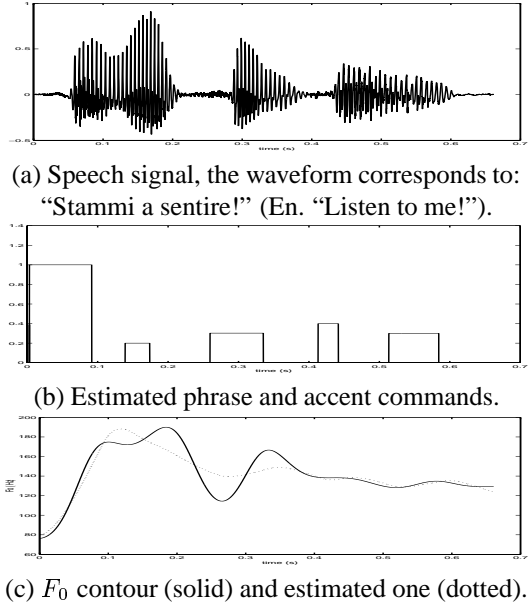 1
0.5
0
-0.5
0 0.1 0.2 0.3 0.4 0.5 0.6 0.7
time (s)
(a) Speech signal, the waveform corresponds to:
“Stammi a sentire!” (En. “Listen to me!”).
1.4
1.2
1
0.8
0.6
0.4
0.2
0
0 0.1 0.2 0.3 0.4 0.5 0.6 0.7
time (s)
(b) Estimated phrase and accent commands.
200
180
160
140
120
100
80
60
F0 [Hz]
0 0.1 0.2 0.3 0.4 0.5 0.6 0.7
time (s)
(c) F0 contour (solid) and estimated one (dotted).